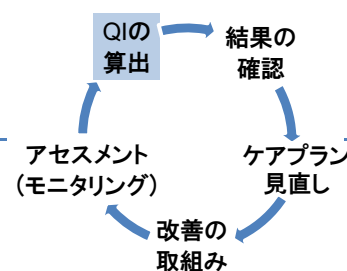 QIの
算出
結果の
確認
ケアプラン
見直し
改善の
取組み
アセスメント
(モニタリング)